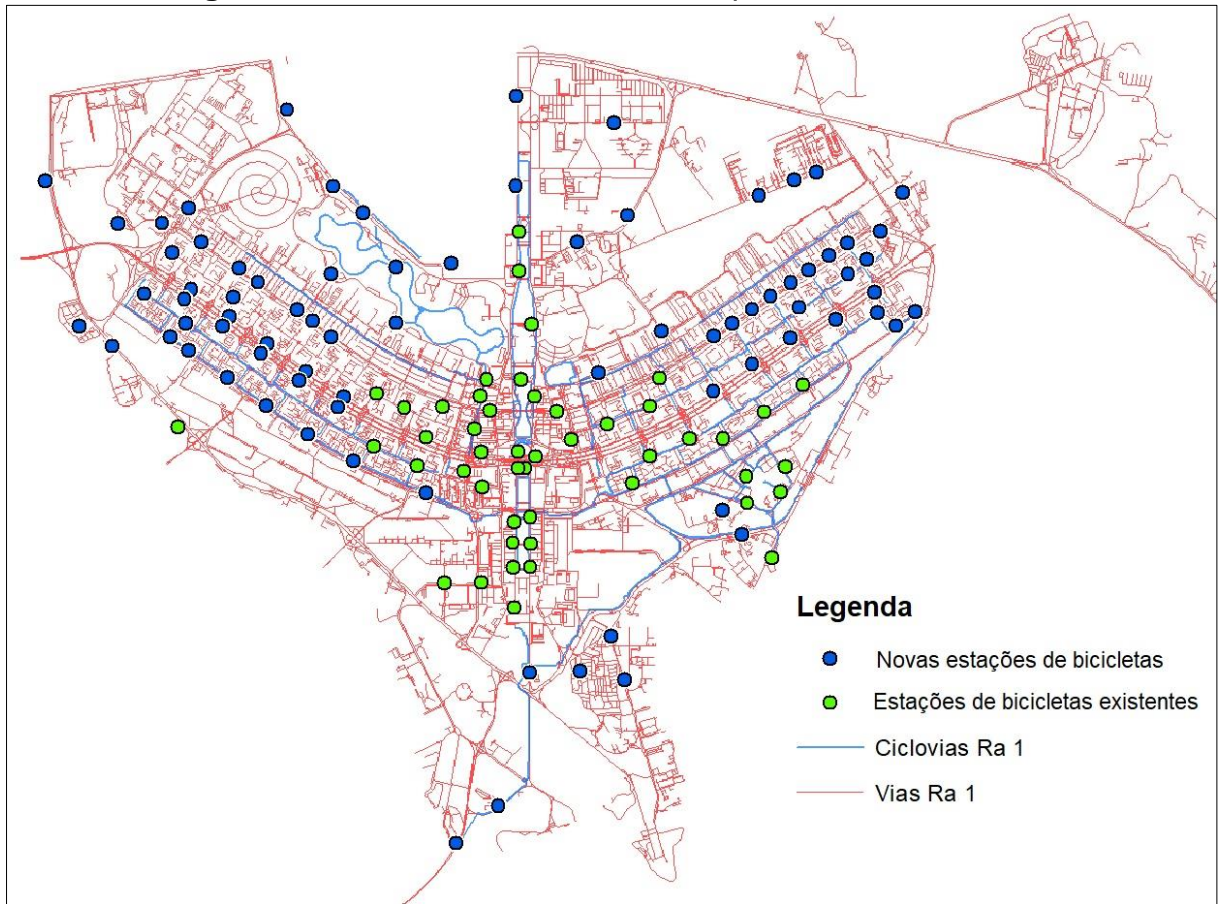 Legenda
Novas estações de bicicletas
Estações de bicicletas existentes
Ciclovias Ra 1
Vias Ra 1